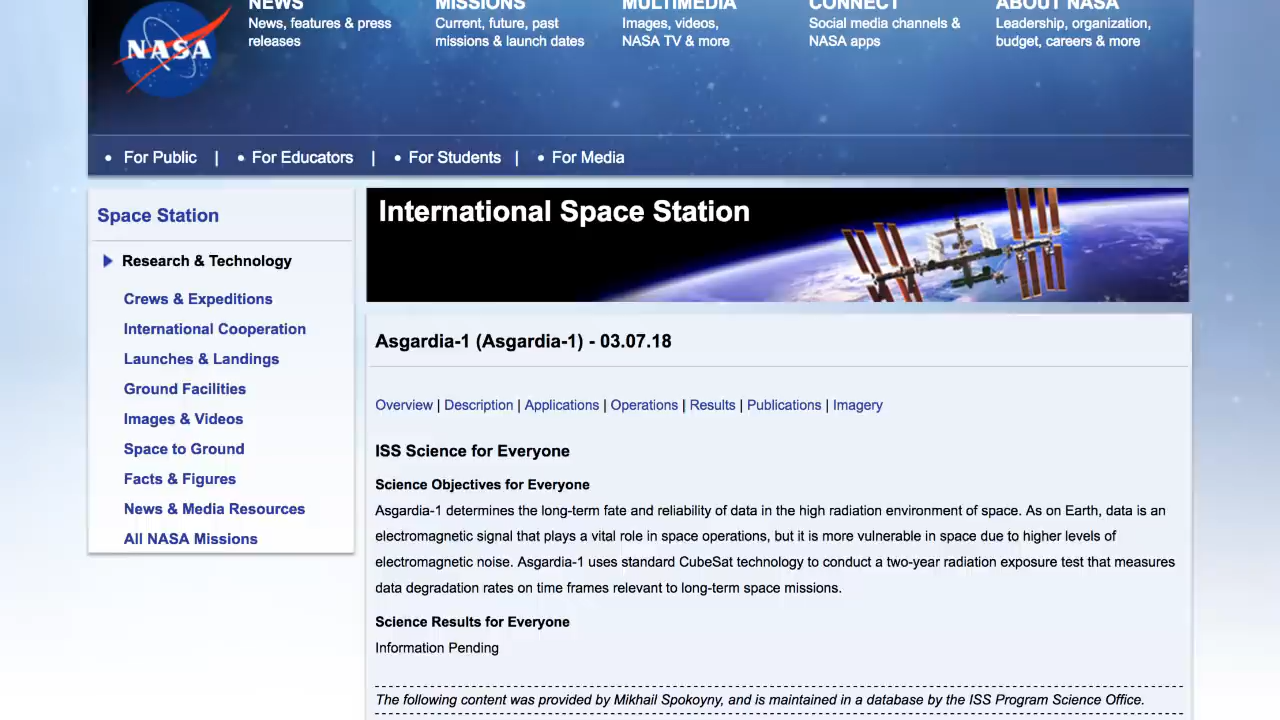 NEWS
News, features & press
releases
MISSIONS
Current, future, past
missions & launch dates
MULTIMEDIA
Images, videos,
NASA TV & more
CONNECT
Social media channels &
NASA apps
ABOUT NASA
Leadership, organization,
budget, careers & more
NASA
• For Public | • For Educators | • For Students | • For Media
Space Station
Research & Technology
Crews & Expeditions
International Cooperation
Launches & Landings
Ground Facilities
Images & Videos
Space to Ground
Facts & Figures
News & Media Resources
All NASA Missions
International Space Station
Asgardia-1 (Asgardia-1) - 03.07.18
Overview | Description | Applications | Operations | Results | Publications | Imagery
ISS Science for Everyone
Science Objectives for Everyone
Asgardia-1 determines the long-term fate and reliability of data in the high radiation environment of space. As on Earth, data is an
electromagnetic signal that plays a vital role in space operations, but it is more vulnerable in space due to higher levels of
electromagnetic noise. Asgardia-1 uses standard CubeSat technology to conduct a two-year radiation exposure test that measures
data degradation rates on time frames relevant to long-term space missions.
Science Results for Everyone
Information Pending
The following content was provided by Mikhail Spokoyny, and is maintained in a database by the ISS Program Science Office.